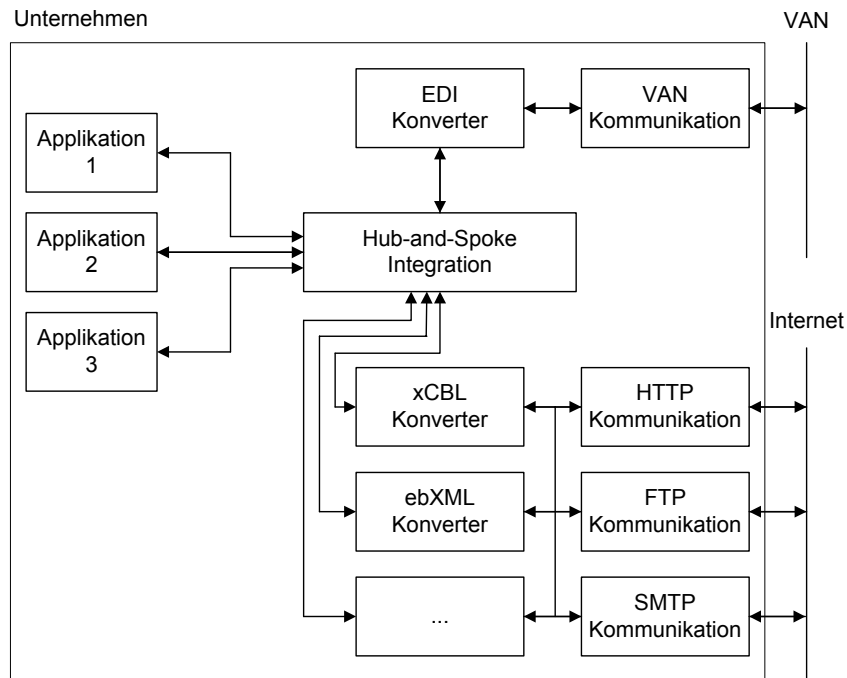 Unternehmen
VAN
EDI
Konverter
VAN
Kommunikation
Applikation
1
Applikation
2
Hub-and-Spoke
Integration
Applikation
3
Internet
xCBL
Konverter
HTTP
Kommunikation
ebXML
Konverter
FTP
Kommunikation
...
SMTP
Kommunikation